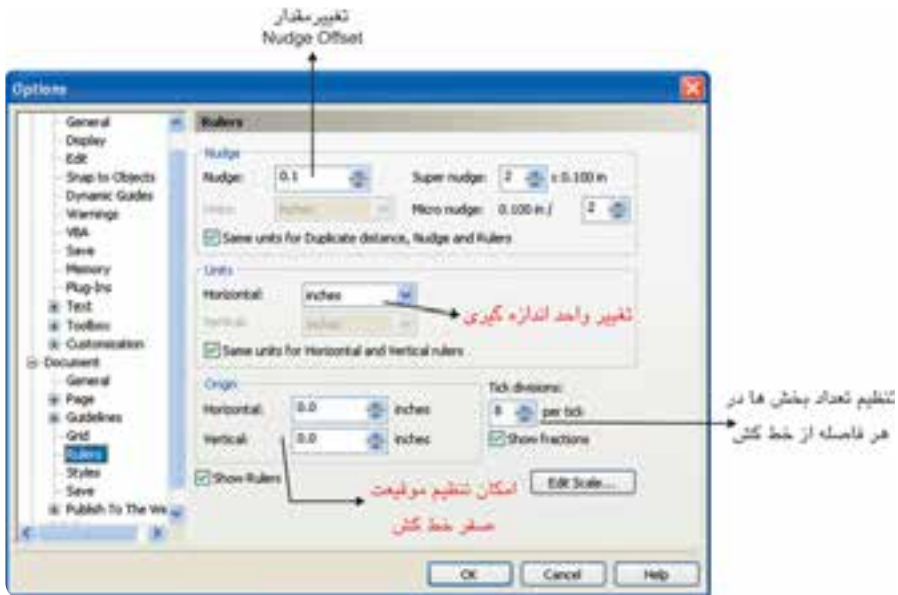 تغییر مقدار
Nudge Offset
Options
General
Display
Edit
Snap to Objects
Dynamic Guides
Warnings
VBA
Save
Memory
Plug-Ins
Text
Toolbox
Customization
Document
General
Page
Guidelines
Grid
Rulers
Styles
Save
Publish To The We
Rulers
Nudge
Nudge: 0.1 Super nudge: 2 x 0.100 in
Units: inches Micro nudge: 0.100 in / 2
Same units for Duplicate distance, Nudge and Rulers
Units
Horizontal: inches
تغییر واحد اندازه گیری
Vertical: inches
Same units for Horizontal and Vertical rulers
Origin
Horizontal: 0.0 inches
Vertical: 0.0 inches
Tick divisions:
8 per tick
Show fractions
تنظیم تعداد بخش ها در
هر فاصله از خط کش
Show Rulers
Edit Scale...
امکان تنظیم موقیعت
صفر خط کش
OK Cancel Help